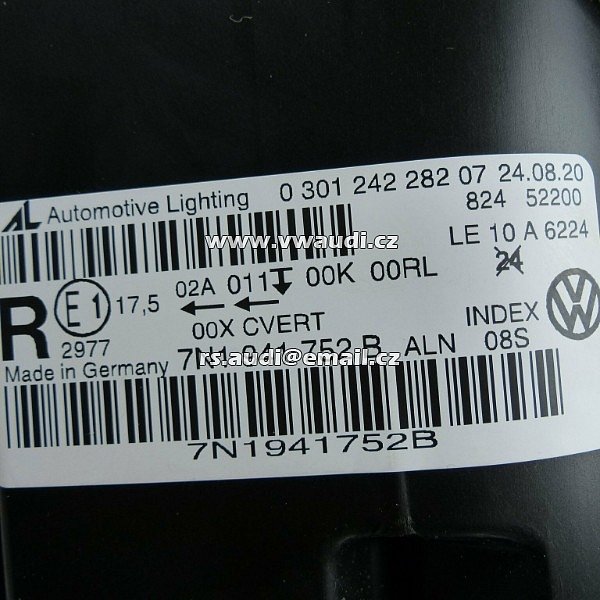 AL Automotive Lighting 0 301 242 282 07 24.08.20
824 52200
www.vwaudi.cz
LE 10 A 6224
24
R E1 17,5 02A 011 00K 00RL
00X CVERT
INDEX
08S
2977
Made in Germany 7N1 941 752 B ALN
rs.audi@email.cz
7N1941752B